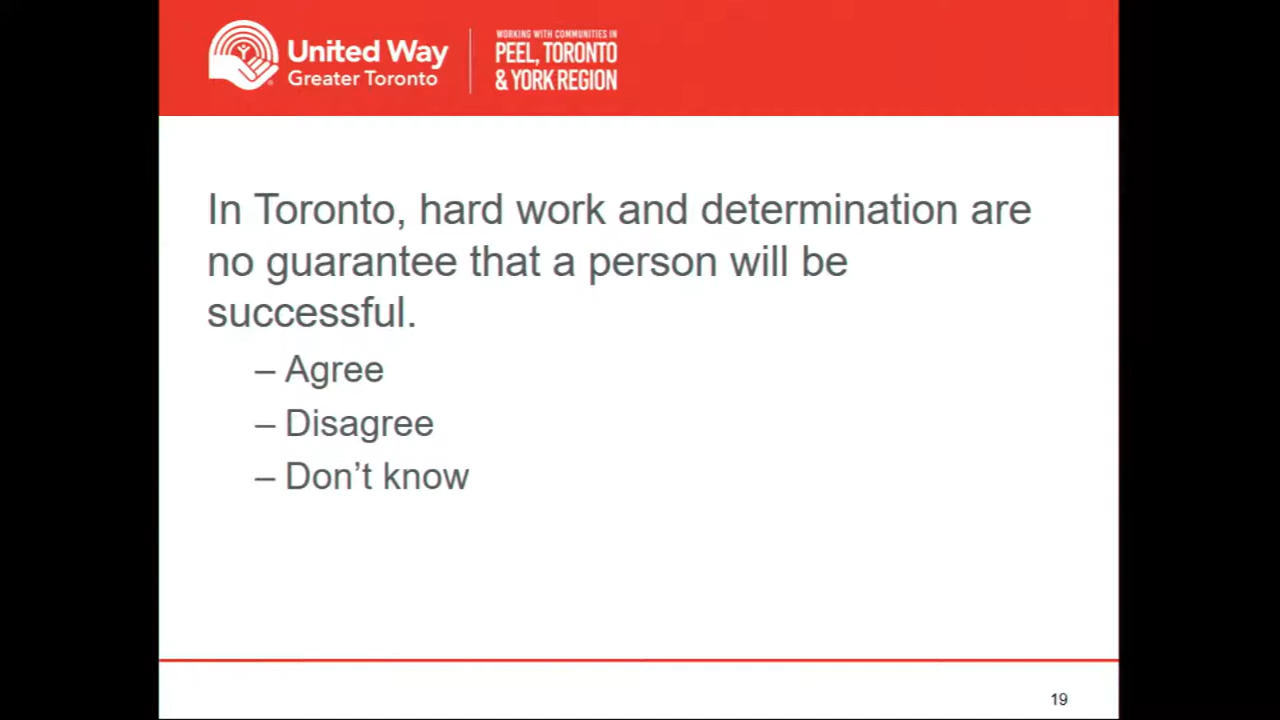 United Way
Greater Toronto
WORKING WITH COMMUNITIES IN
PEEL, TORONTO
& YORK REGION
In Toronto, hard work and determination are
no guarantee that a person will be
successful.
– Agree
– Disagree
– Don’t know
19